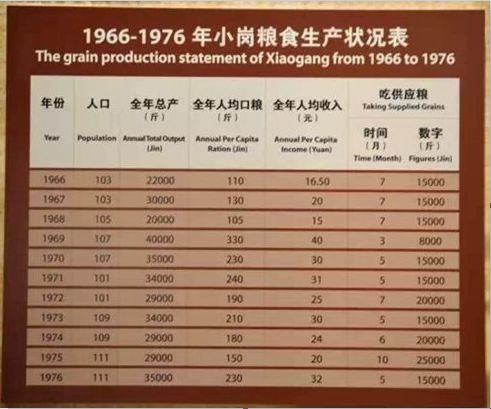 1966-1976 年小岗粮食生产状况表
The grain production statement of Xiaogang from 1966 to 1976
年份 人口 全年总产 全年人均口粮 全年人均收入 吃供应粮
(斤) (斤) (元) Taking Supplied Grains
时间 数字
(月) (斤)
Year Population Annual Total Output Annual Per Capita Annual Per Capita Time (Month) Figures (Jin)
(Jin) Ration (Jin) Income (Yuan)
1966 103 22000 110 16.50 7 15000
1967 103 30000 130 20 7 15000
1968 105 20000 105 15 7 15000
1969 107 40000 330 40 3 8000
1970 107 35000 230 30 5 15000
1971 101 34000 240 31 5 15000
1972 101 29000 190 25 7 20000
1973 109 34000 210 30 5 15000
1974 109 29000 180 24 6 20000
1975 111 29000 150 20 10 25000
1976 111 35000 230 32 5 15000